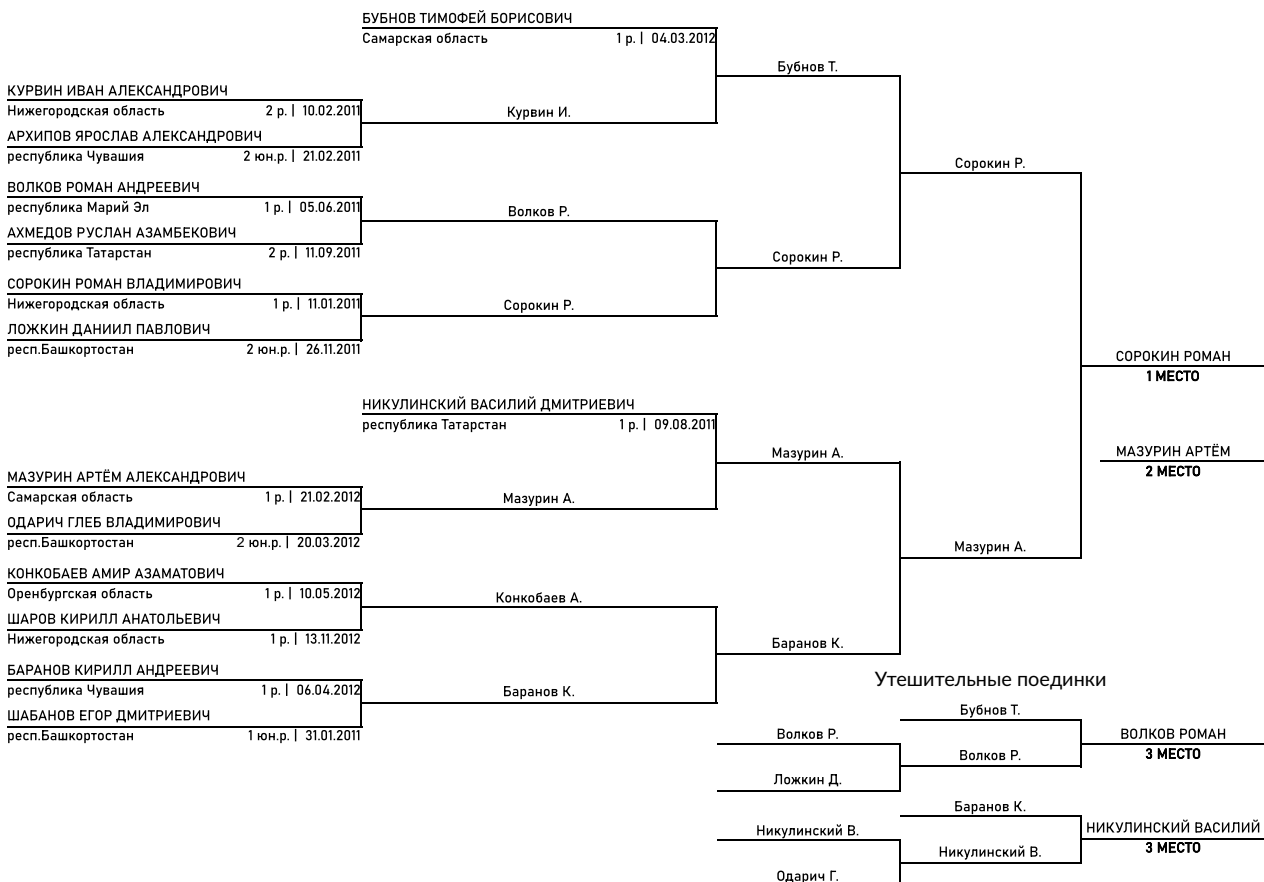 БУБНОВ ТИМОФЕЙ БОРИСОВИЧ
Самарская область 1 р. | 04.03.2012
Бубнов Т.
КУРВИН ИВАН АЛЕКСАНДРОВИЧ
Нижегородская область 2 р. | 10.02.2011
Курвин И.
АРХИПОВ ЯРОСЛАВ АЛЕКСАНДРОВИЧ
республика Чувашия 2 юн.р. | 21.02.2011
Сорокин Р.
ВОЛКОВ РОМАН АНДРЕЕВИЧ
республика Марий Эл 1 р. | 05.06.2011
Волков Р.
АХМЕДОВ РУСЛАН АЗАМБЕКОВИЧ
республика Татарстан 2 р. | 11.09.2011
Сорокин Р.
СОРОКИН РОМАН ВЛАДИМИРОВИЧ
Нижегородская область 1 р. | 11.01.2011
Сорокин Р.
ЛОЖКИН ДАНИИЛ ПАВЛОВИЧ
респ.Башкортостан 2 юн.р. | 26.11.2011
СОРОКИН РОМАН
1 МЕСТО
НИКУЛИНСКИЙ ВАСИЛИЙ ДМИТРИЕВИЧ
республика Татарстан 1 р. | 09.08.2011
Мазурин А.
МАЗУРИН АРТЁМ
2 МЕСТО
МАЗУРИН АРТЁМ АЛЕКСАНДРОВИЧ
Самарская область 1 р. | 21.02.2012
Мазурин А.
ОДАРИЧ ГЛЕБ ВЛАДИМИРОВИЧ
респ.Башкортостан 2 юн.р. | 20.03.2012
Мазурин А.
КОНКОБАЕВ АМИР АЗАМАТОВИЧ
Оренбургская область 1 р. | 10.05.2012
Конкобаев А.
ШАРОВ КИРИЛЛ АНАТОЛЬЕВИЧ
Нижегородская область 1 р. | 13.11.2012
Баранов К.
БАРАНОВ КИРИЛЛ АНДРЕЕВИЧ
республика Чувашия 1 р. | 06.04.2012
Баранов К.
ШАБАНОВ ЕГОР ДМИТРИЕВИЧ
респ.Башкортостан 1 юн.р. | 31.01.2011
Утешительные поединки
Бубнов Т.
Волков Р.
ВОЛКОВ РОМАН
3 МЕСТО
Волков Р.
Ложкин Д.
Баранов К.
Никулинский В.
НИКУЛИНСКИЙ ВАСИЛИЙ
3 МЕСТО
Никулинский В.
Одарич Г.